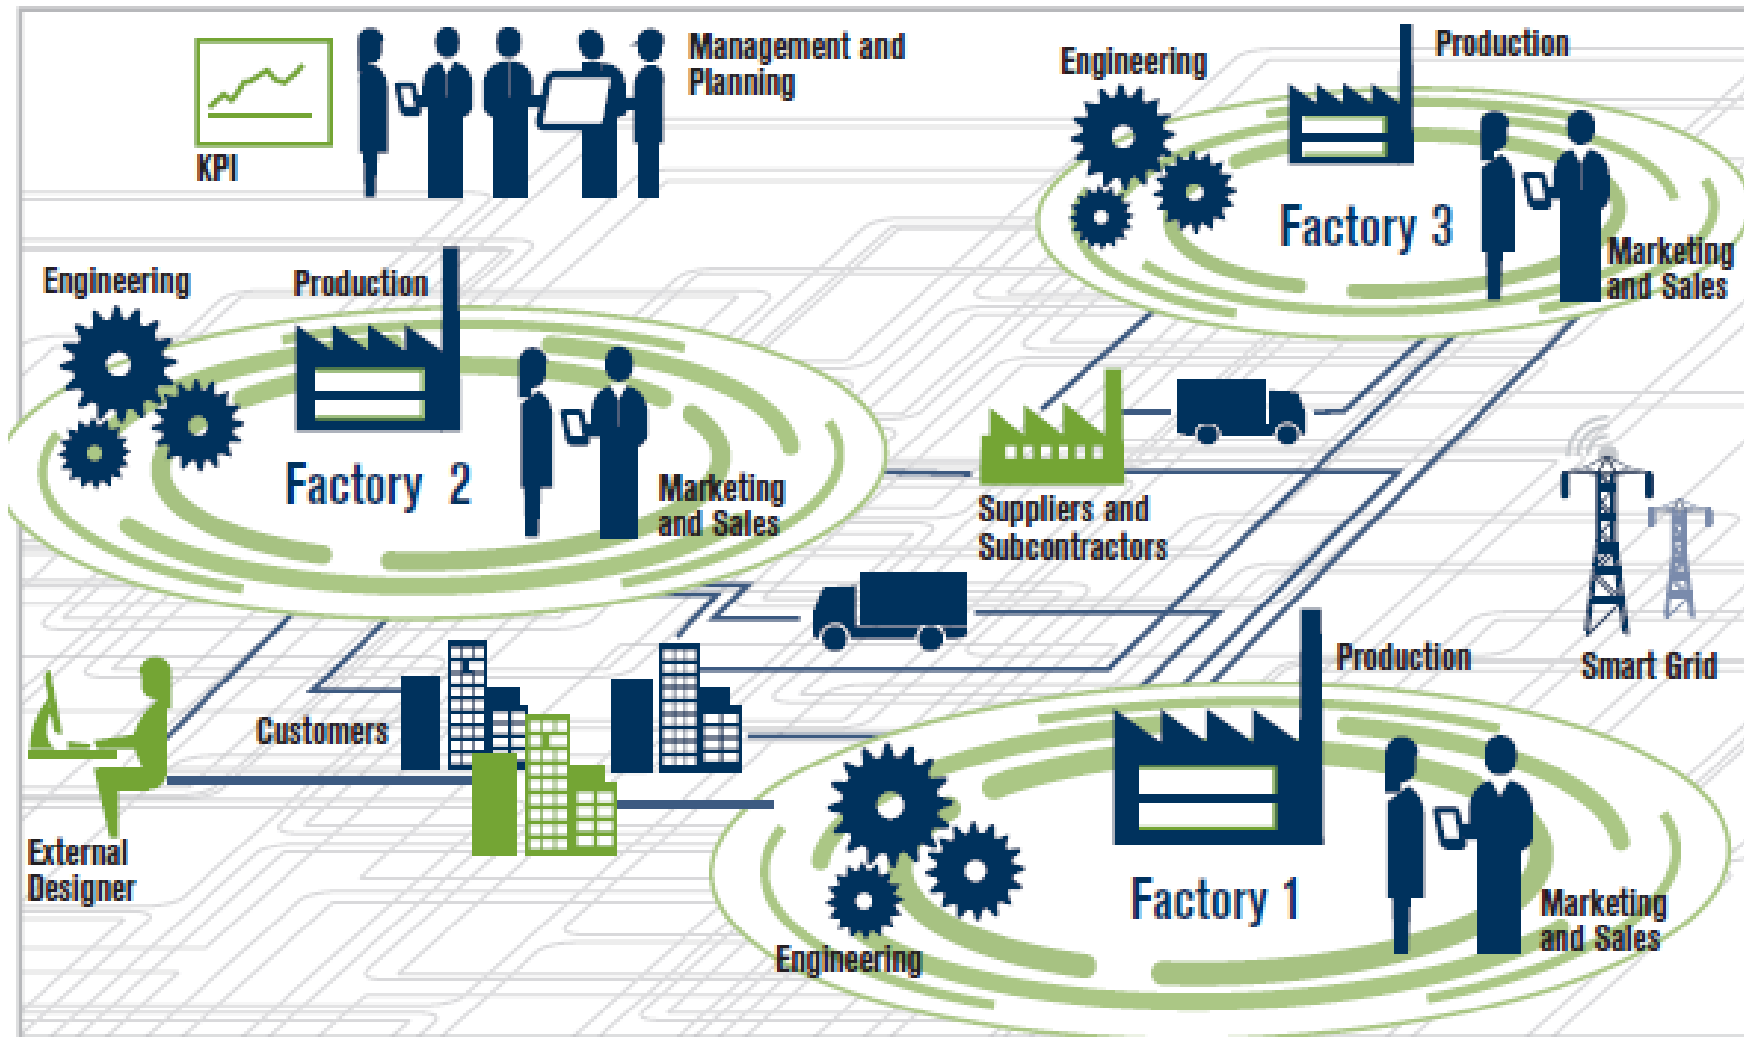 Management and
Planning
KPI
Engineering
Production
Factory 3
Marketing
and Sales
Engineering
Production
Factory 2
Marketing
and Sales
Suppliers and
Subcontractors
Smart Grid
Customers
External
Designer
Production
Factory 1
Engineering
Marketing
and Sales